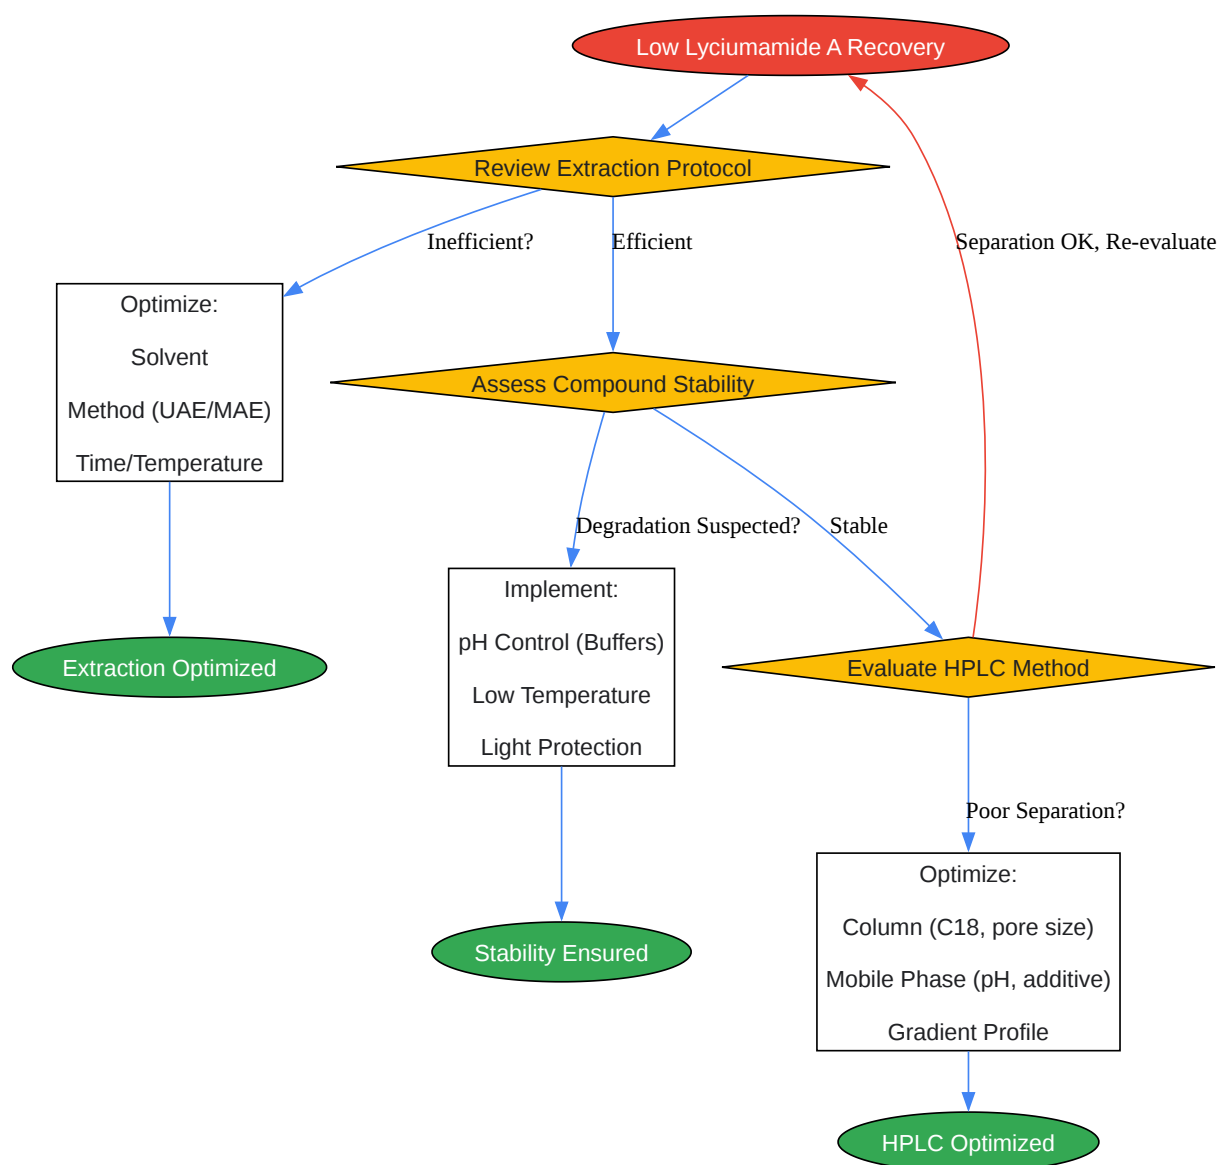 Low Lyciumamide A Recovery
Review Extraction Protocol
Inefficient?
Efficient
Separation OK, Re-evaluate
Optimize:
Solvent
Method (UAE/MAE)
Time/Temperature
Assess Compound Stability
Degradation Suspected?
Stable
Implement:
pH Control (Buffers)
Low Temperature
Light Protection
Extraction Optimized
Evaluate HPLC Method
Poor Separation?
Optimize:
Column (C18, pore size)
Mobile Phase (pH, additive)
Gradient Profile
Stability Ensured
HPLC Optimized